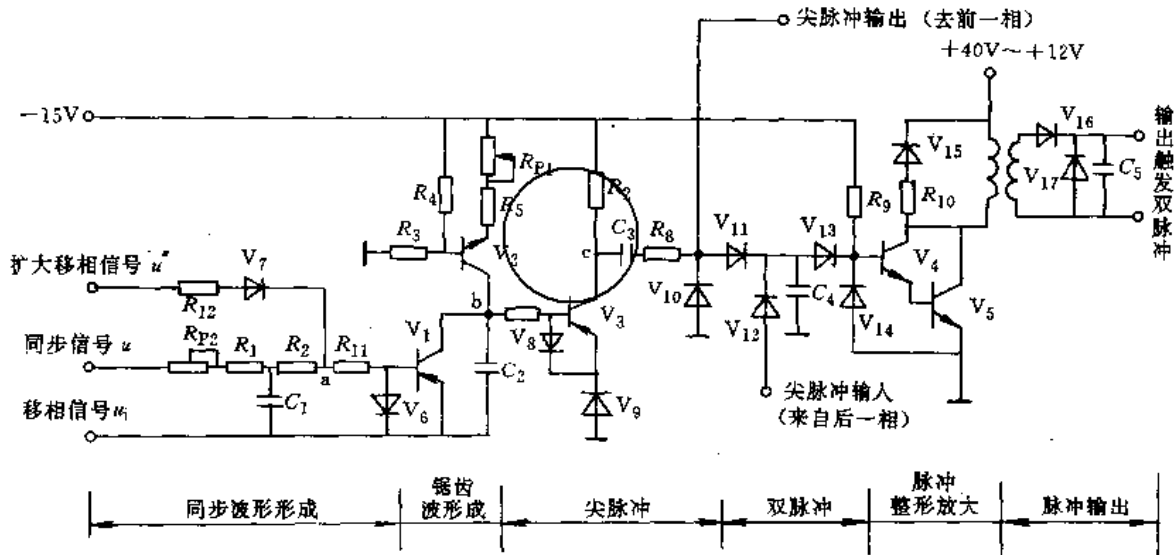 尖脉冲输出（去前一相）
+40V～+12V
-15V
V16
输出触发双脉冲
V15
RP1
C5
V17
R4
R5
R9
R10
C3
R8
V11
V13
R3
V4
扩大移相信号 u"
V7
c
b
V10
C4
R12
V1
V3
V5
V8
V12
V14
同步信号 u
RP2
R1
R2
R11
a
C2
尖脉冲输入
（来自后一相）
移相信号 u1
C1
V6
V9
同步波形形成
锯齿波形成
尖脉冲
双脉冲
脉冲整形放大
脉冲输出